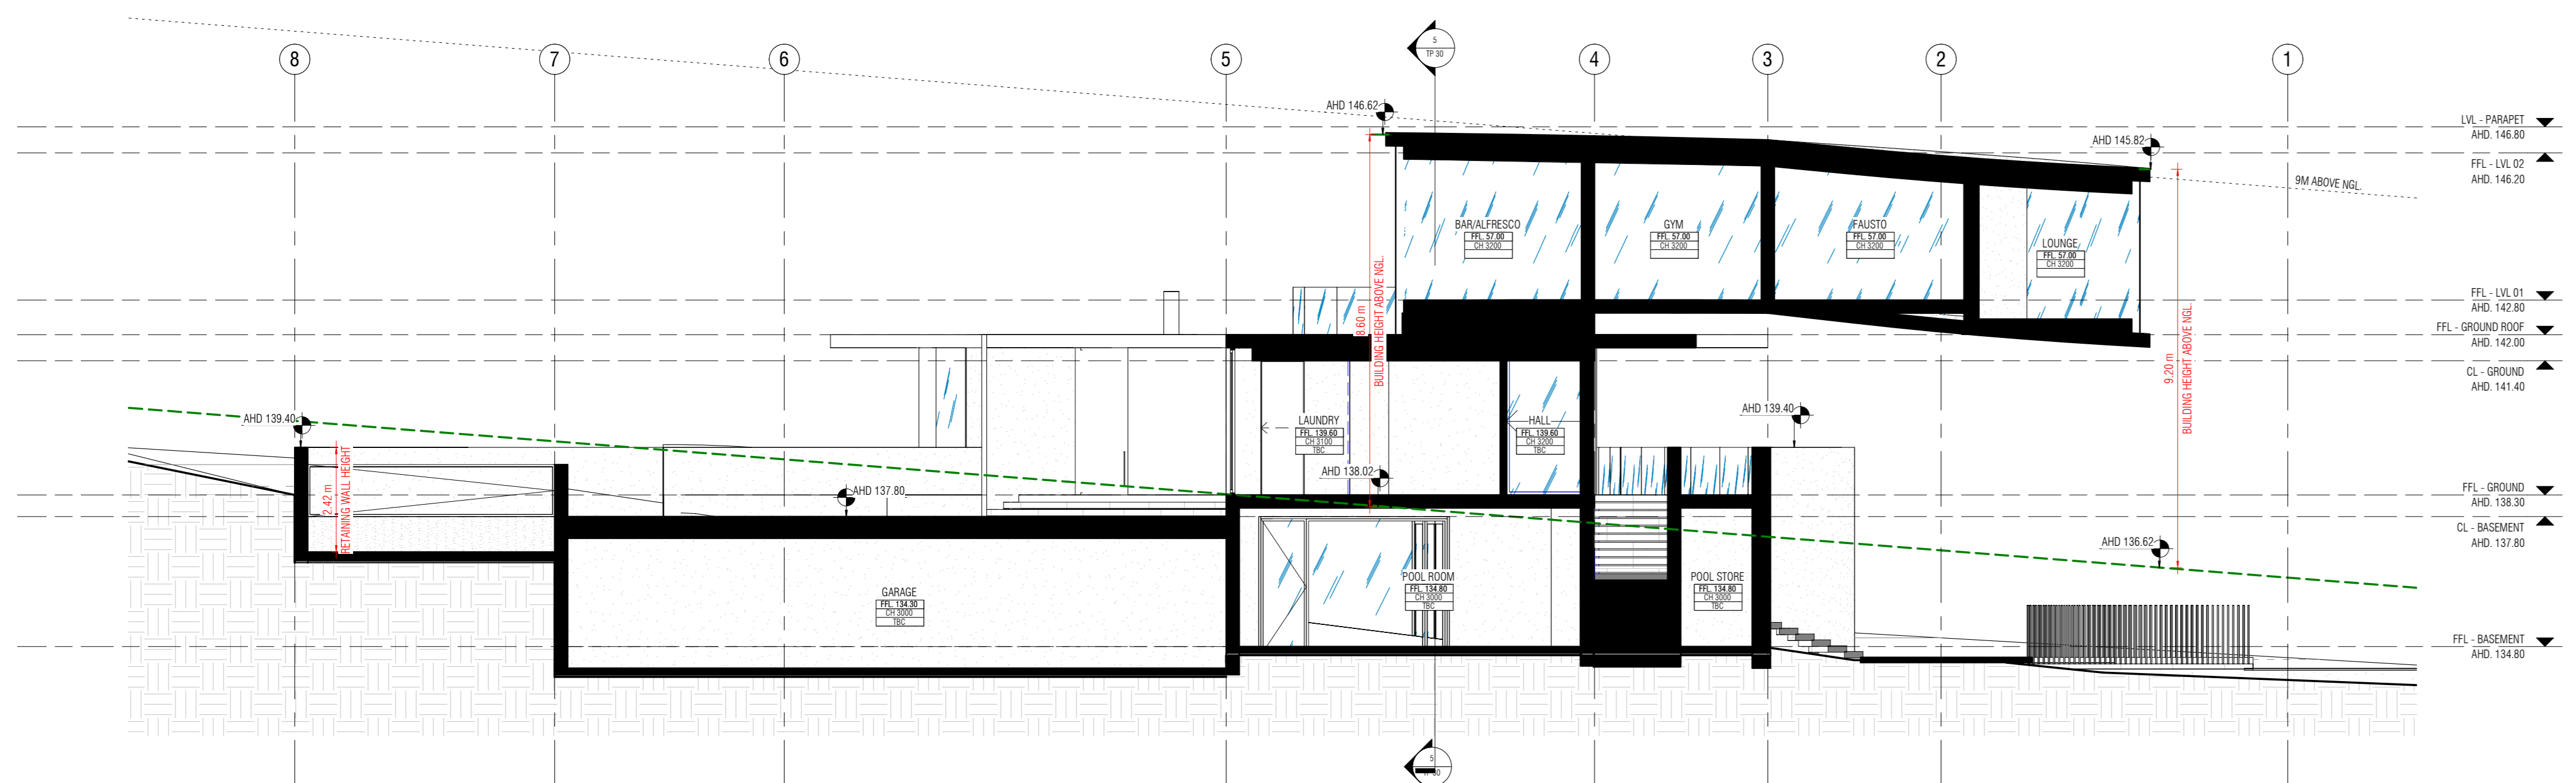 8
7
6
5
4
3
2
1
5
TP 30
AHD 146.62
LVL - PARAPET
AHD. 146.80
AHD 145.82
FFL - LVL 02
AHD. 146.20
9M ABOVE NGL.
BAR/ALFRESCO
FFL. 57.00
CH 3200
GYM
FFL. 57.00
CH 3200
FAUSTO
FFL. 57.00
CH 3200
LOUNGE
FFL. 57.00
CH 3200
FFL - LVL 01
AHD. 142.80
FFL - GROUND ROOF
AHD. 142.00
CL - GROUND
AHD. 141.40
8.60 m
BUILDING HEIGHT ABOVE NGL.
9.20 m
BUILDING HEIGHT ABOVE NGL.
AHD 139.40
LAUNDRY
FFL. 139.60
CH 3100
TBC
HALL
FFL. 139.60
CH 3200
TBC
AHD 139.40
AHD 138.02
AHD 137.80
2.42 m
RETAINING WALL HEIGHT
FFL - GROUND
AHD. 138.30
CL - BASEMENT
AHD. 137.80
AHD 136.62
GARAGE
FFL. 134.30
CH 3000
TBC
POOL ROOM
FFL. 134.80
CH 3000
TBC
POOL STORE
FFL. 134.80
CH 3000
TBC
FFL - BASEMENT
AHD. 134.80
5
TP 30